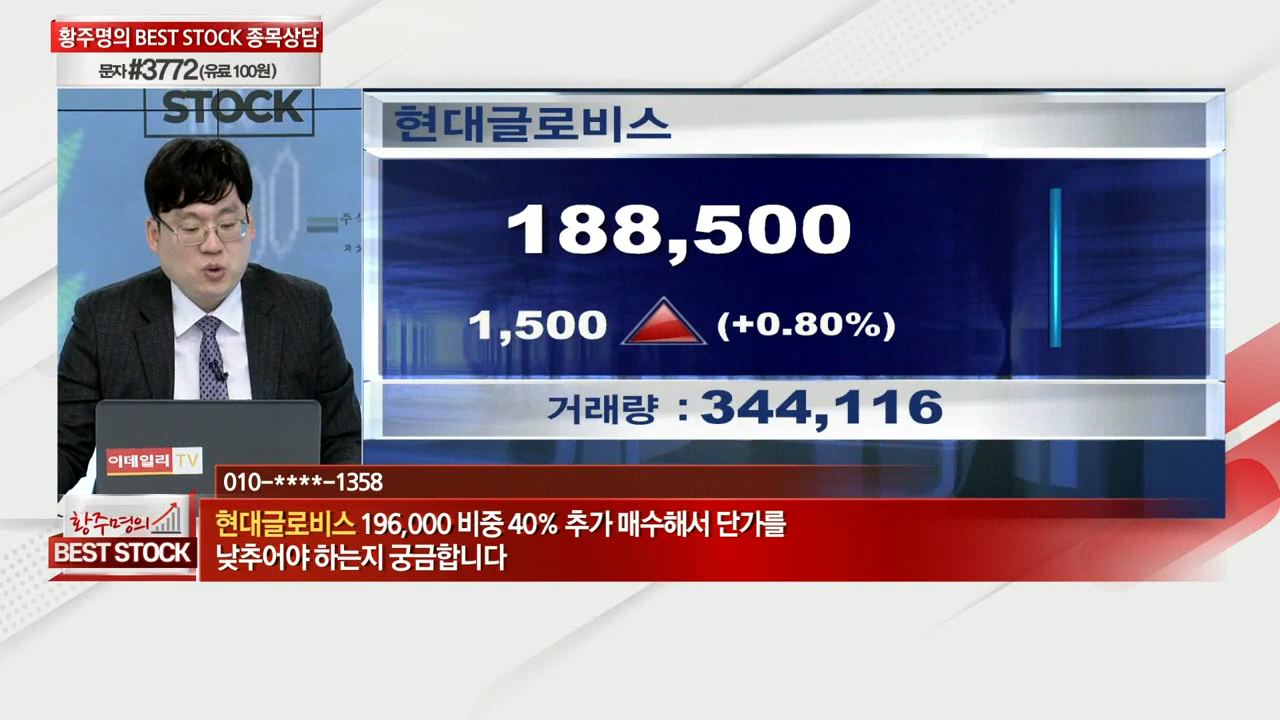 황주명의 BEST STOCK 종목상담
문자 #3772 (유료 100원)
STOCK
현대글로비스
188,500
1,500 ▲ (+0.80%)
거래량 : 344,116
이데일리 TV
010-****-1358
황주명의
BEST STOCK
현대글로비스 196,000 비중 40% 추가 매수해서 단가를
낮추어야 하는지 궁금합니다